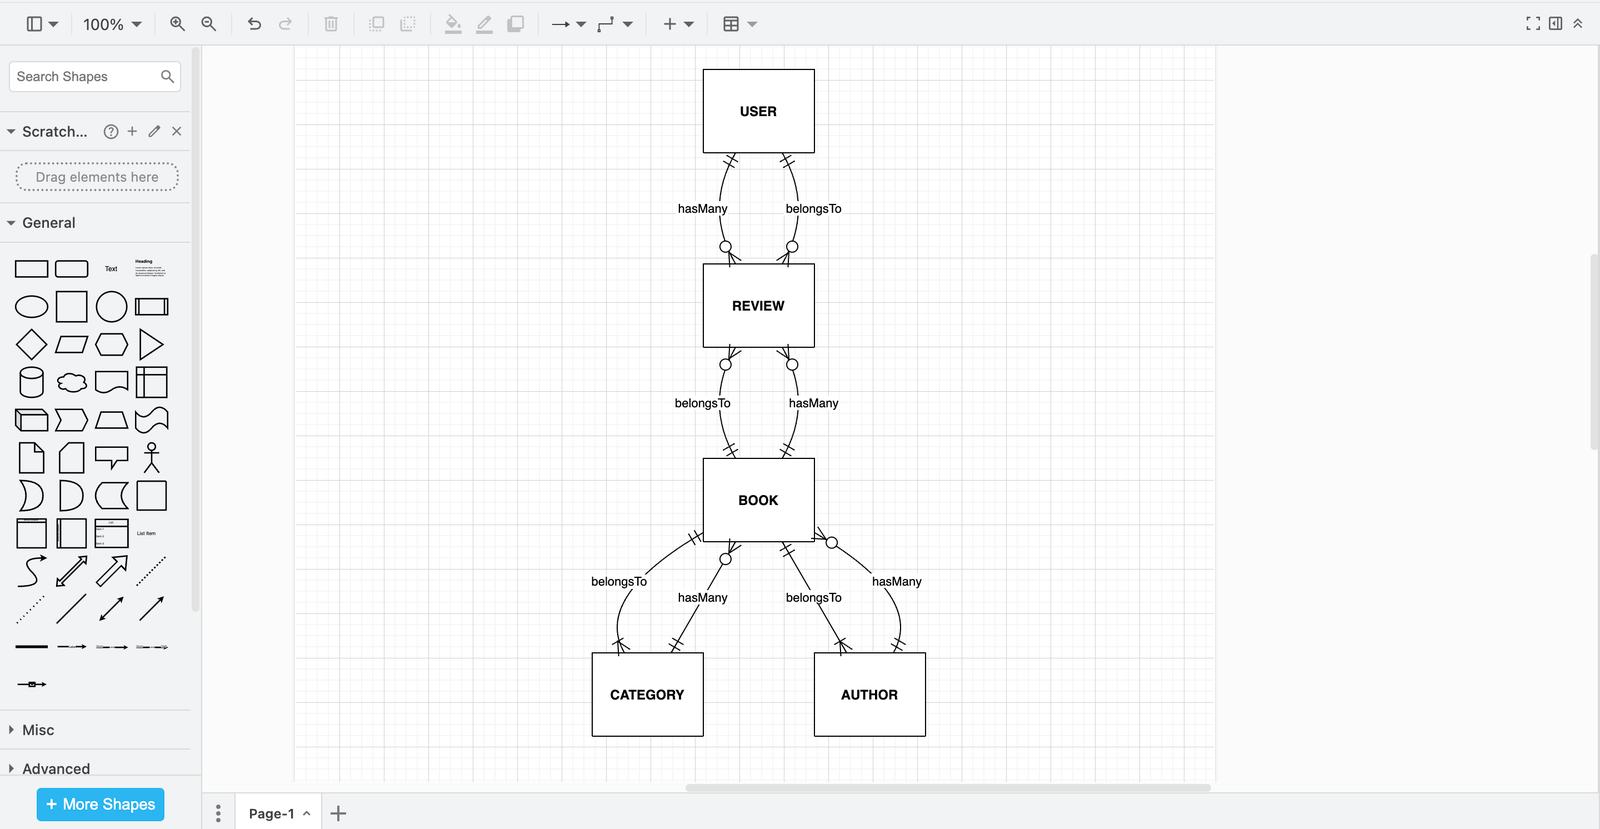 100%
Search Shapes
Scratch...
Drag elements here
General
Text
Heading
List Item
Misc
Advanced
+ More Shapes
USER
hasMany
belongsTo
REVIEW
belongsTo
hasMany
BOOK
belongsTo
hasMany
belongsTo
hasMany
CATEGORY
AUTHOR
Page-1